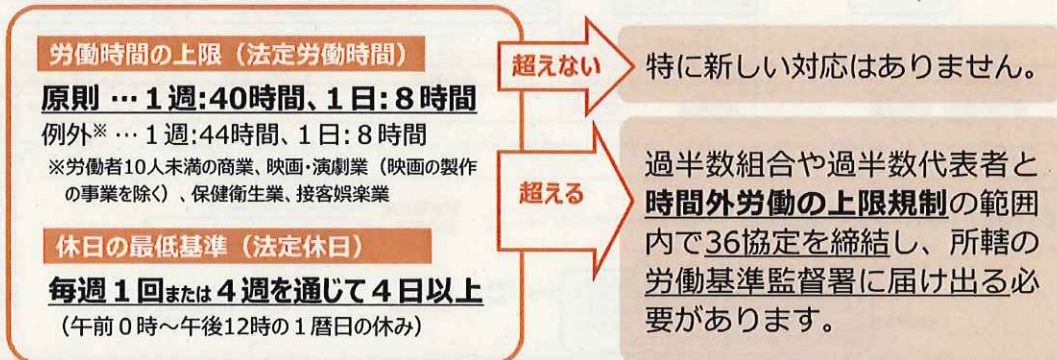 労働時間の上限（法定労働時間）
原則 … 1週:40時間、1日:8時間
例外※ … 1週:44時間、1日:8時間
※労働者10人未満の商業、映画・演劇業（映画の製作
の事業を除く）、保健衛生業、接客娯楽業
休日の最低基準（法定休日）
毎週1回または4週を通じて4日以上
（午前0時～午後12時の1暦日の休み）
超えない
特に新しい対応はありません。
超える
過半数組合や過半数代表者と
時間外労働の上限規制の範囲
内で36協定を締結し、所轄の
労働基準監督署に届け出る必
要があります。